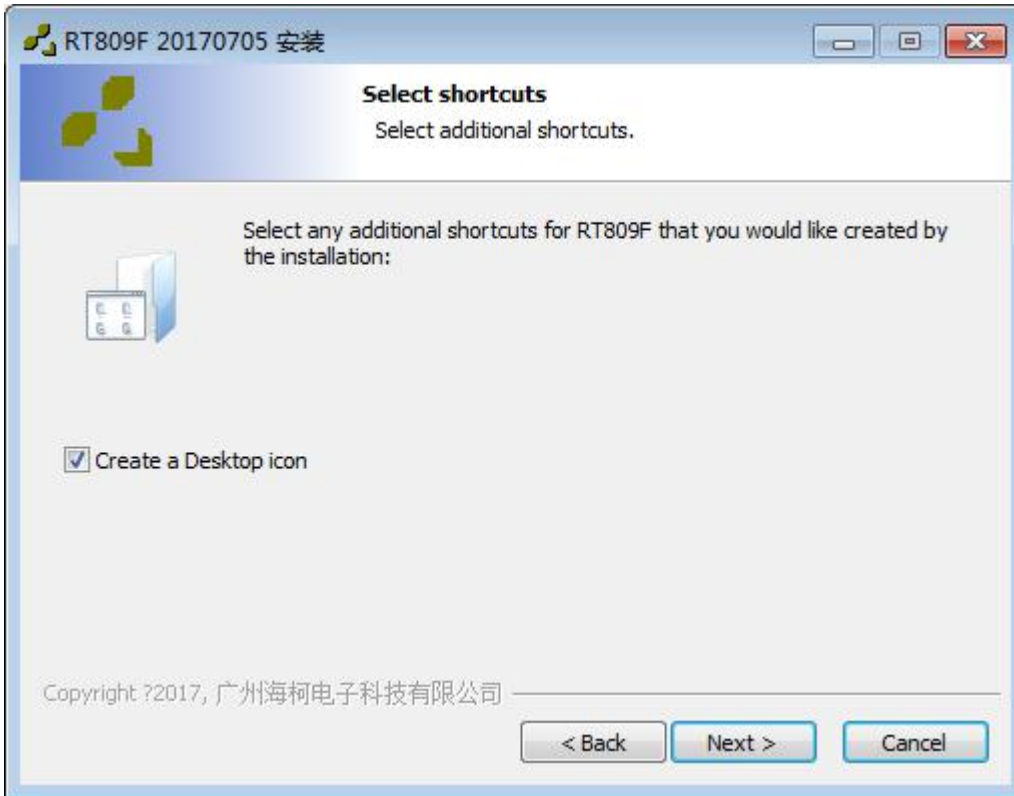 RT809F 20170705 安装
Select shortcuts
Select additional shortcuts.
Select any additional shortcuts for RT809F that you would like created by
the installation:
Create a Desktop icon
Copyright ?2017, 广州海柯电子科技有限公司
< Back
Next >
Cancel